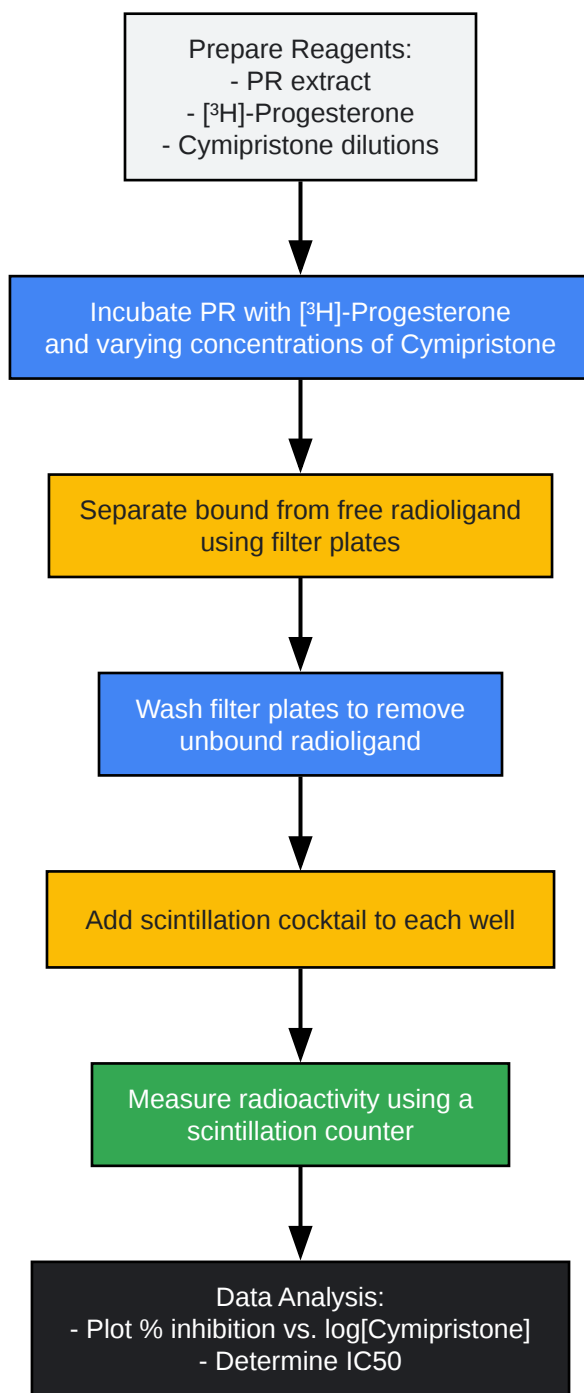 Prepare Reagents:
- PR extract
- [³H]-Progesterone
- Cymipristone dilutions
Incubate PR with [³H]-Progesterone
and varying concentrations of Cymipristone
Separate bound from free radioligand
using filter plates
Wash filter plates to remove
unbound radioligand
Add scintillation cocktail to each well
Measure radioactivity using a
scintillation counter
Data Analysis:
- Plot % inhibition vs. log[Cymipristone]
- Determine IC50